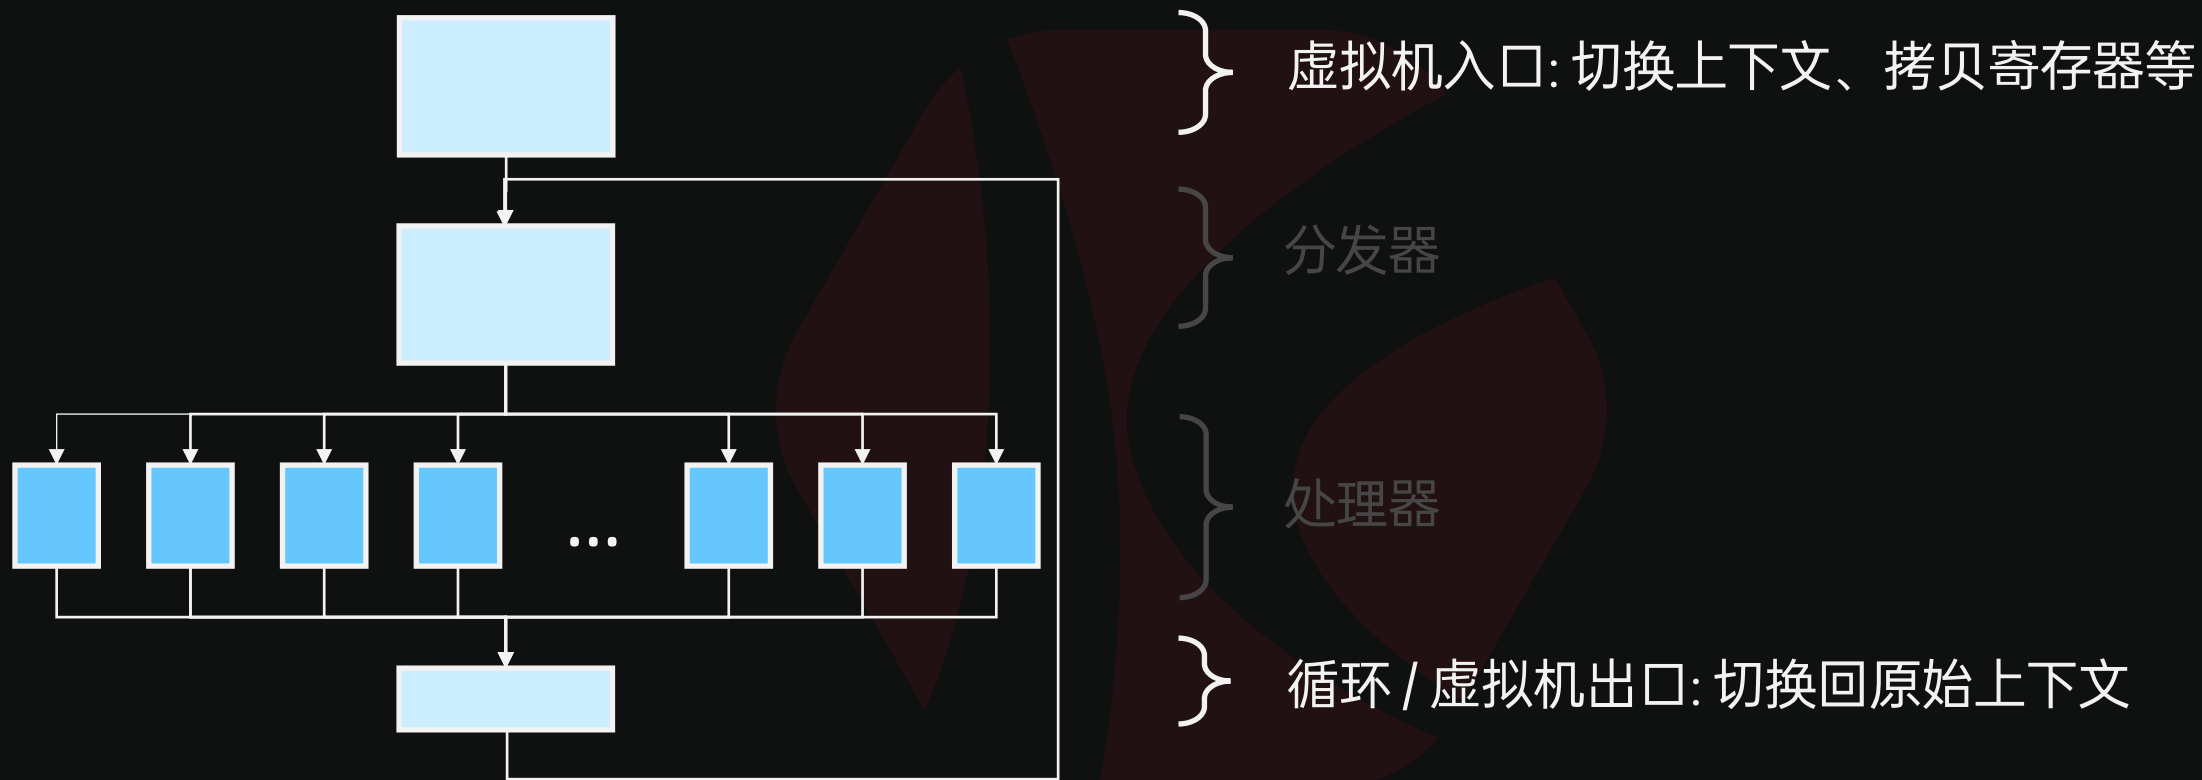 虚拟机入口: 切换上下文、拷贝寄存器等
分发器
处理器
...
循环 / 虚拟机出口: 切换回原始上下文